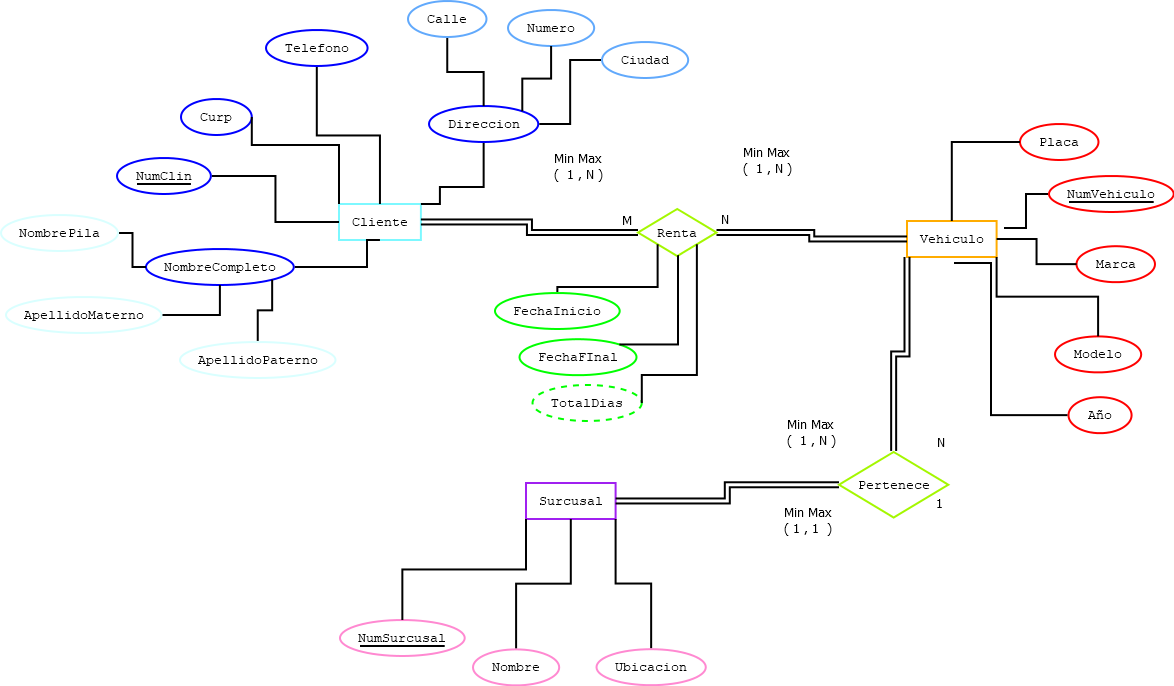 Calle
Numero
Telefono
Ciudad
Curp
Direccion
Placa
Min Max
( 1 , N )
Min Max
( 1 , N )
NumClin
NumVehiculo
Cliente
M
N
Renta
NombrePila
Vehiculo
NombreCompleto
Marca
ApellidoMaterno
FechaInicio
ApellidoPaterno
FechaFInal
Modelo
TotalDias
Año
Min Max
( 1 , N )
N
Pertenece
Surcusal
1
Min Max
( 1 , 1 )
NumSurcusal
Nombre
Ubicacion